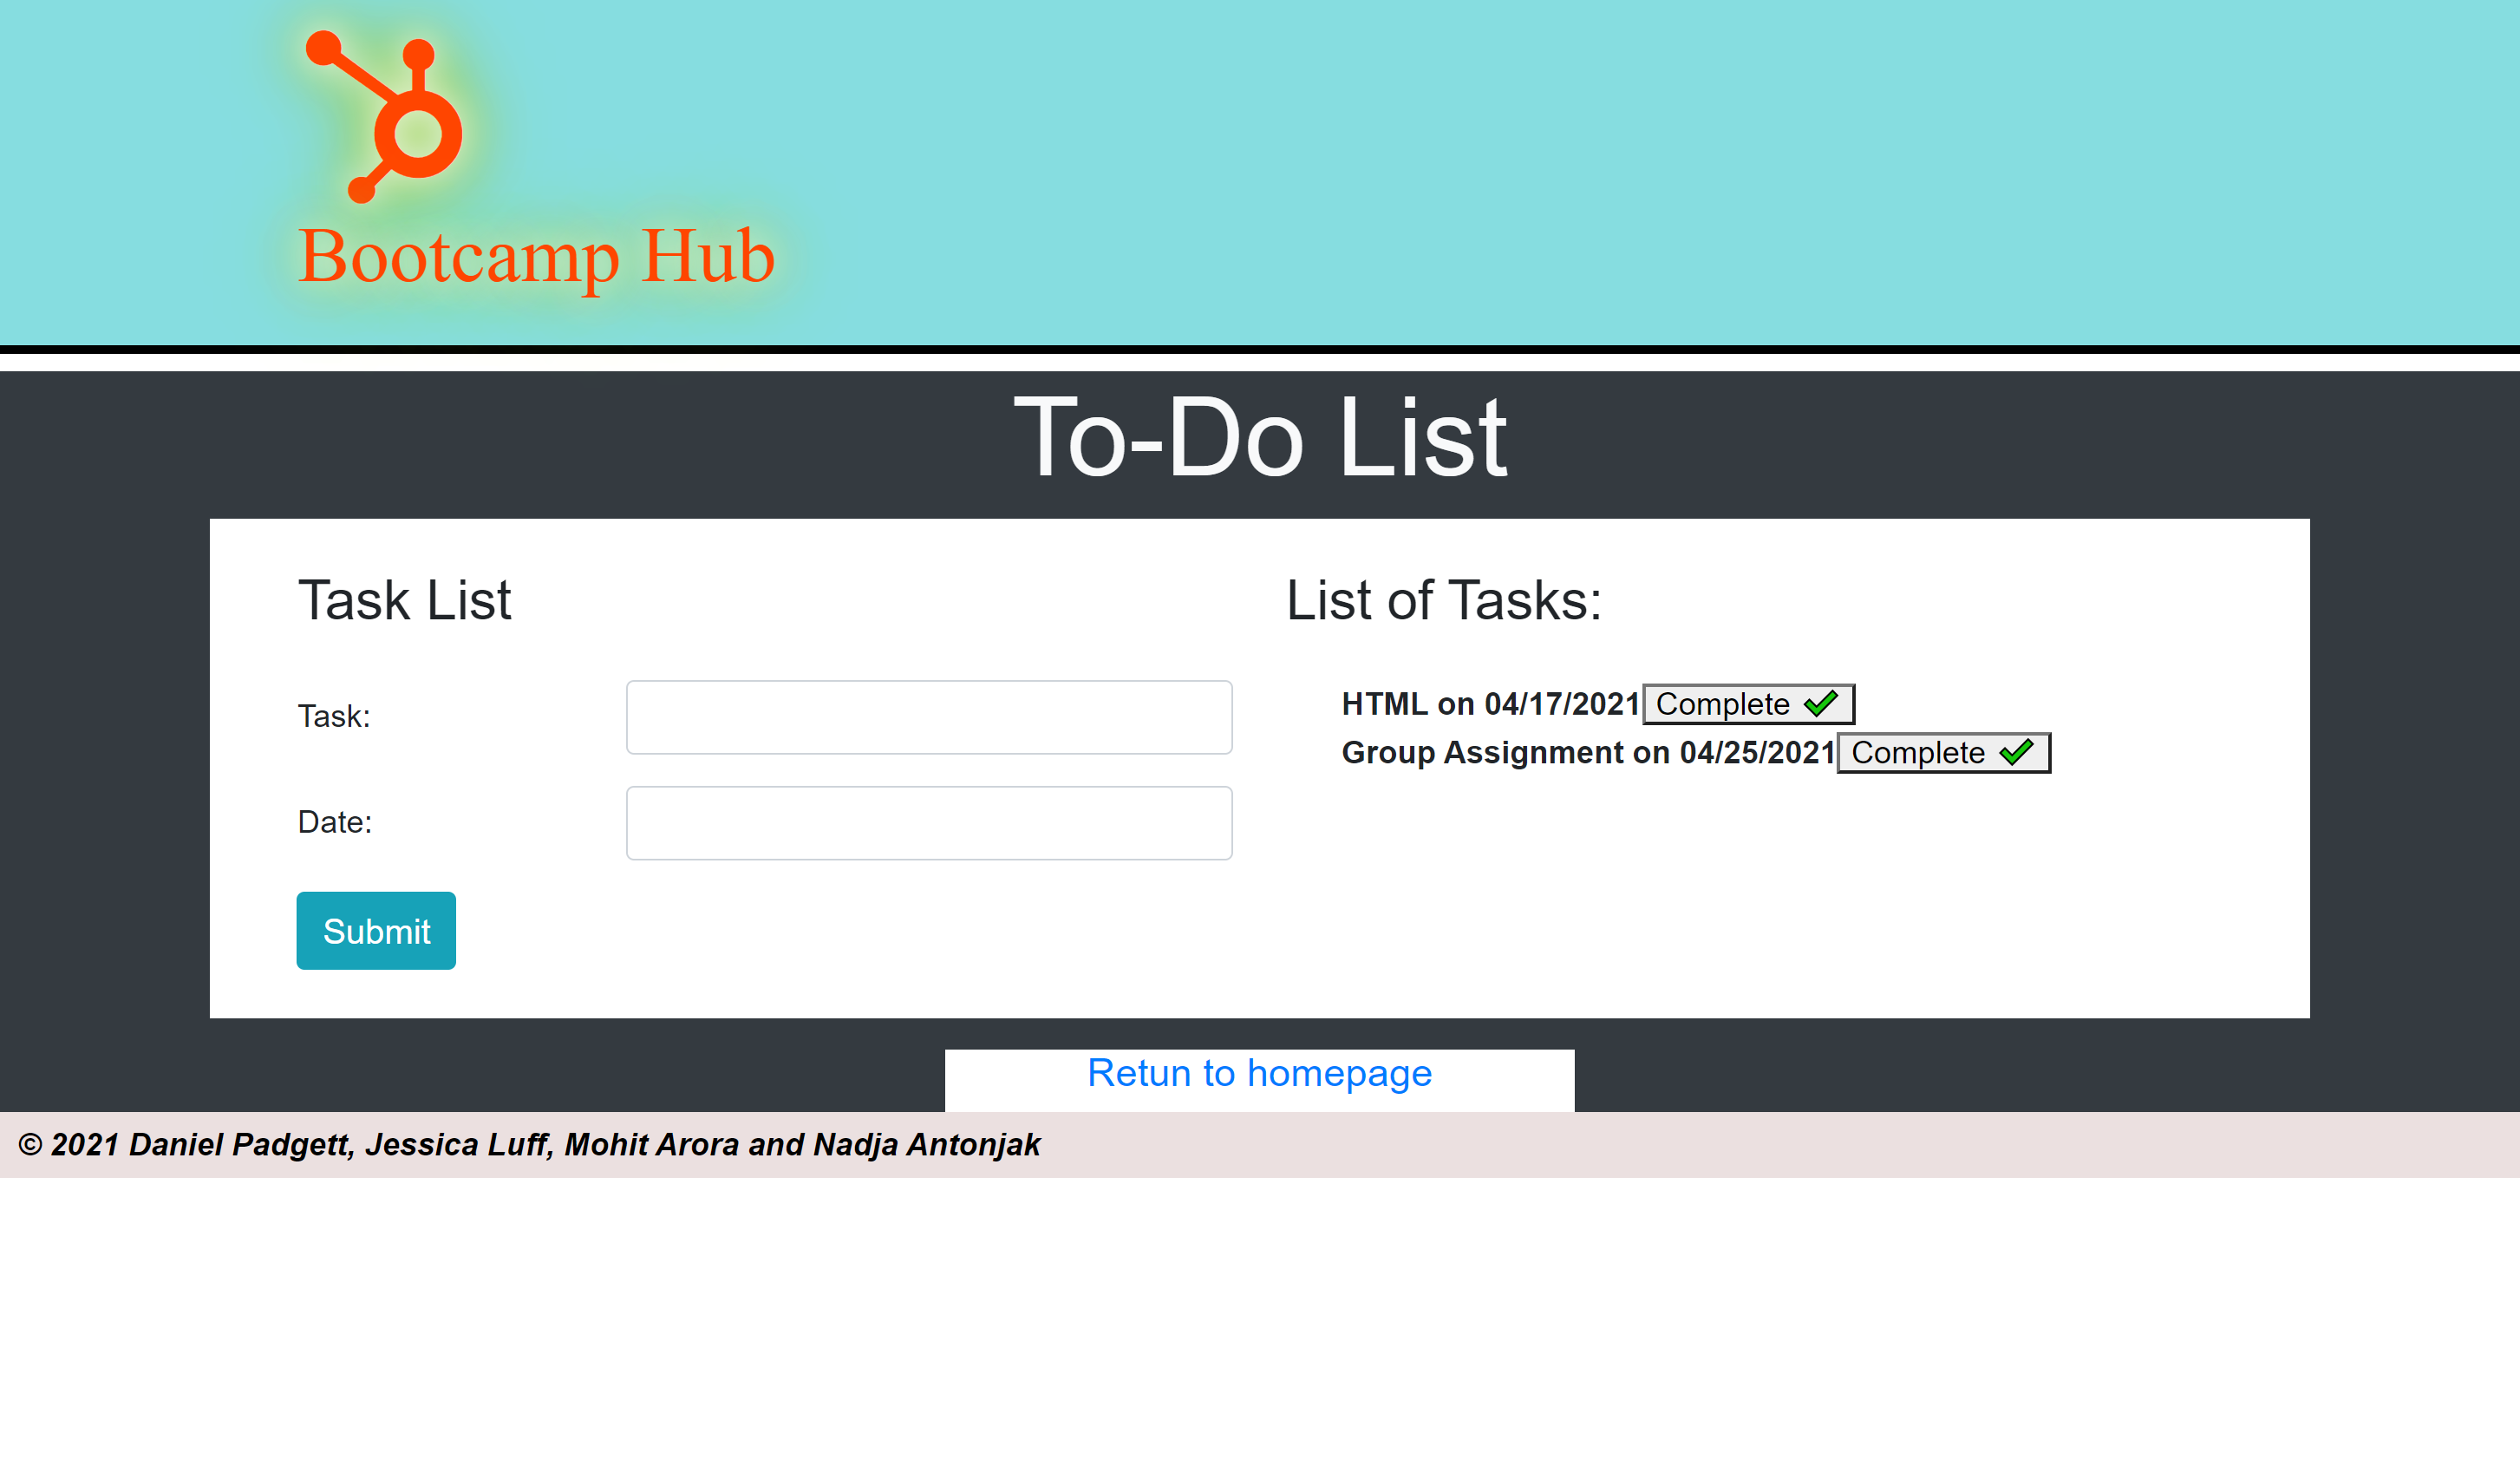 Bootcamp Hub
To-Do List
Task List
Task:
Date:
Submit
List of Tasks:
HTML on 04/17/2021 Complete ✔
Group Assignment on 04/25/2021 Complete ✔
Retun to homepage
© 2021 Daniel Padgett, Jessica Luff, Mohit Arora and Nadja Antonjak